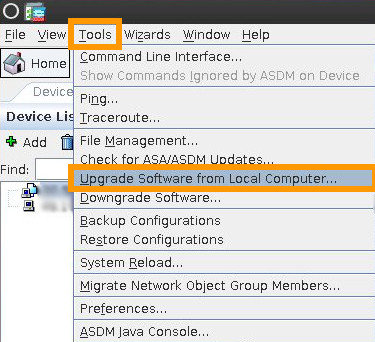 File View Tools Wizards Window Help
Home
Command Line Interface...
Show Commands Ignored by ASDM on Device
Ping...
Traceroute...
File Management...
Check for ASA/ASDM Updates...
Upgrade Software from Local Computer...
Downgrade Software...
Backup Configurations
Restore Configurations
System Reload...
Migrate Network Object Group Members...
Preferences...
ASDM Java Console...
Device
Device Lis
Add
Find: